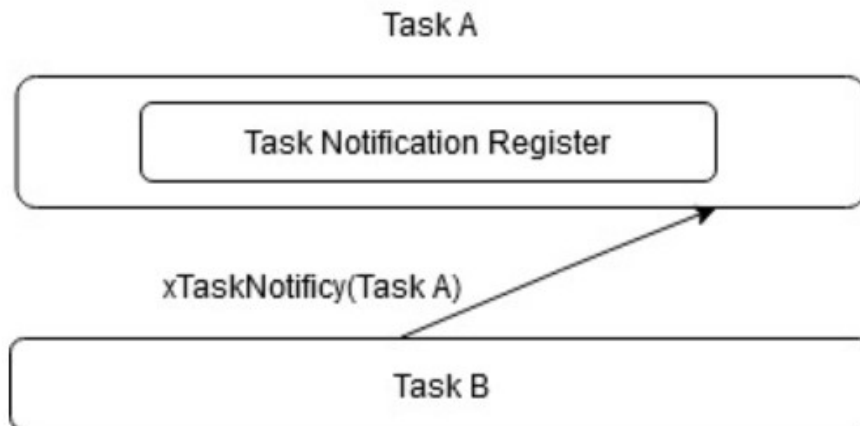 Task A
Task Notification Register
xTaskNotificy(Task A)
Task B